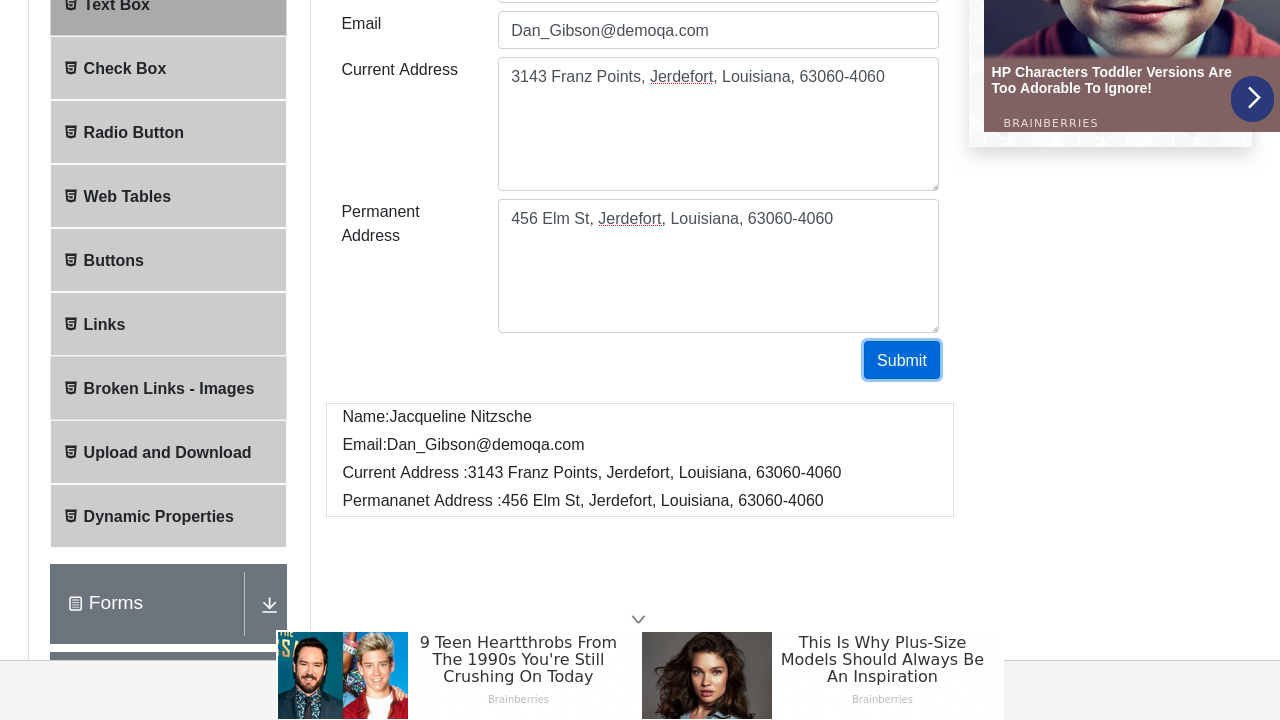 Text Box
Check Box
Radio Button
Web Tables
Buttons
Links
Broken Links - Images
Upload and Download
Dynamic Properties
Forms
Email
Dan_Gibson@demoqa.com
Current Address
3143 Franz Points, Jerdefort, Louisiana, 63060-4060
Permanent
Address
456 Elm St, Jerdefort, Louisiana, 63060-4060
Submit
Name:Jacqueline Nitzsche
Email:Dan_Gibson@demoqa.com
Current Address :3143 Franz Points, Jerdefort, Louisiana, 63060-4060
Permananet Address :456 Elm St, Jerdefort, Louisiana, 63060-4060
HP Characters Toddler Versions Are
Too Adorable To Ignore!
BRAINBERRIES
9 Teen Heartthrobs From
The 1990s You're Still
Crushing On Today
Brainberries
This Is Why Plus-Size
Models Should Always Be
An Inspiration
Brainberries